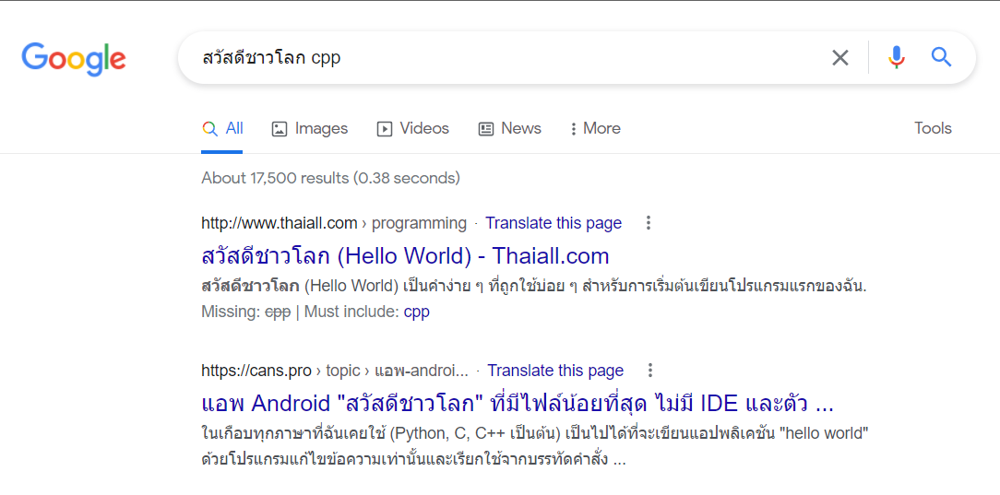 Google
สวัสดีชาวโลก cpp
All Images Videos News More Tools
About 17,500 results (0.38 seconds)
http://www.thaiall.com › programming · Translate this page
สวัสดีชาวโลก (Hello World) - Thaiall.com
สวัสดีชาวโลก (Hello World) เป็นคำง่าย ๆ ที่ถูกใช้บ่อย ๆ สำหรับการเริ่มต้นเขียนโปรแกรมแรกของฉัน.
Missing: cpp | Must include: cpp
https://cans.pro › topic › แอพ-androi... · Translate this page
แอพ Android "สวัสดีชาวโลก" ที่มีไฟล์น้อยที่สุด ไม่มี IDE และตัว ...
ในเกือบทุกภาษาที่ฉันเคยใช้ (Python, C, C++ เป็นต้น) เป็นไปได้ที่จะเขียนแอปพลิเคชัน "hello world"
ด้วยโปรแกรมแก้ไขข้อความเท่านั้นและเรียกใช้จากบรรทัดคำสั่ง ...